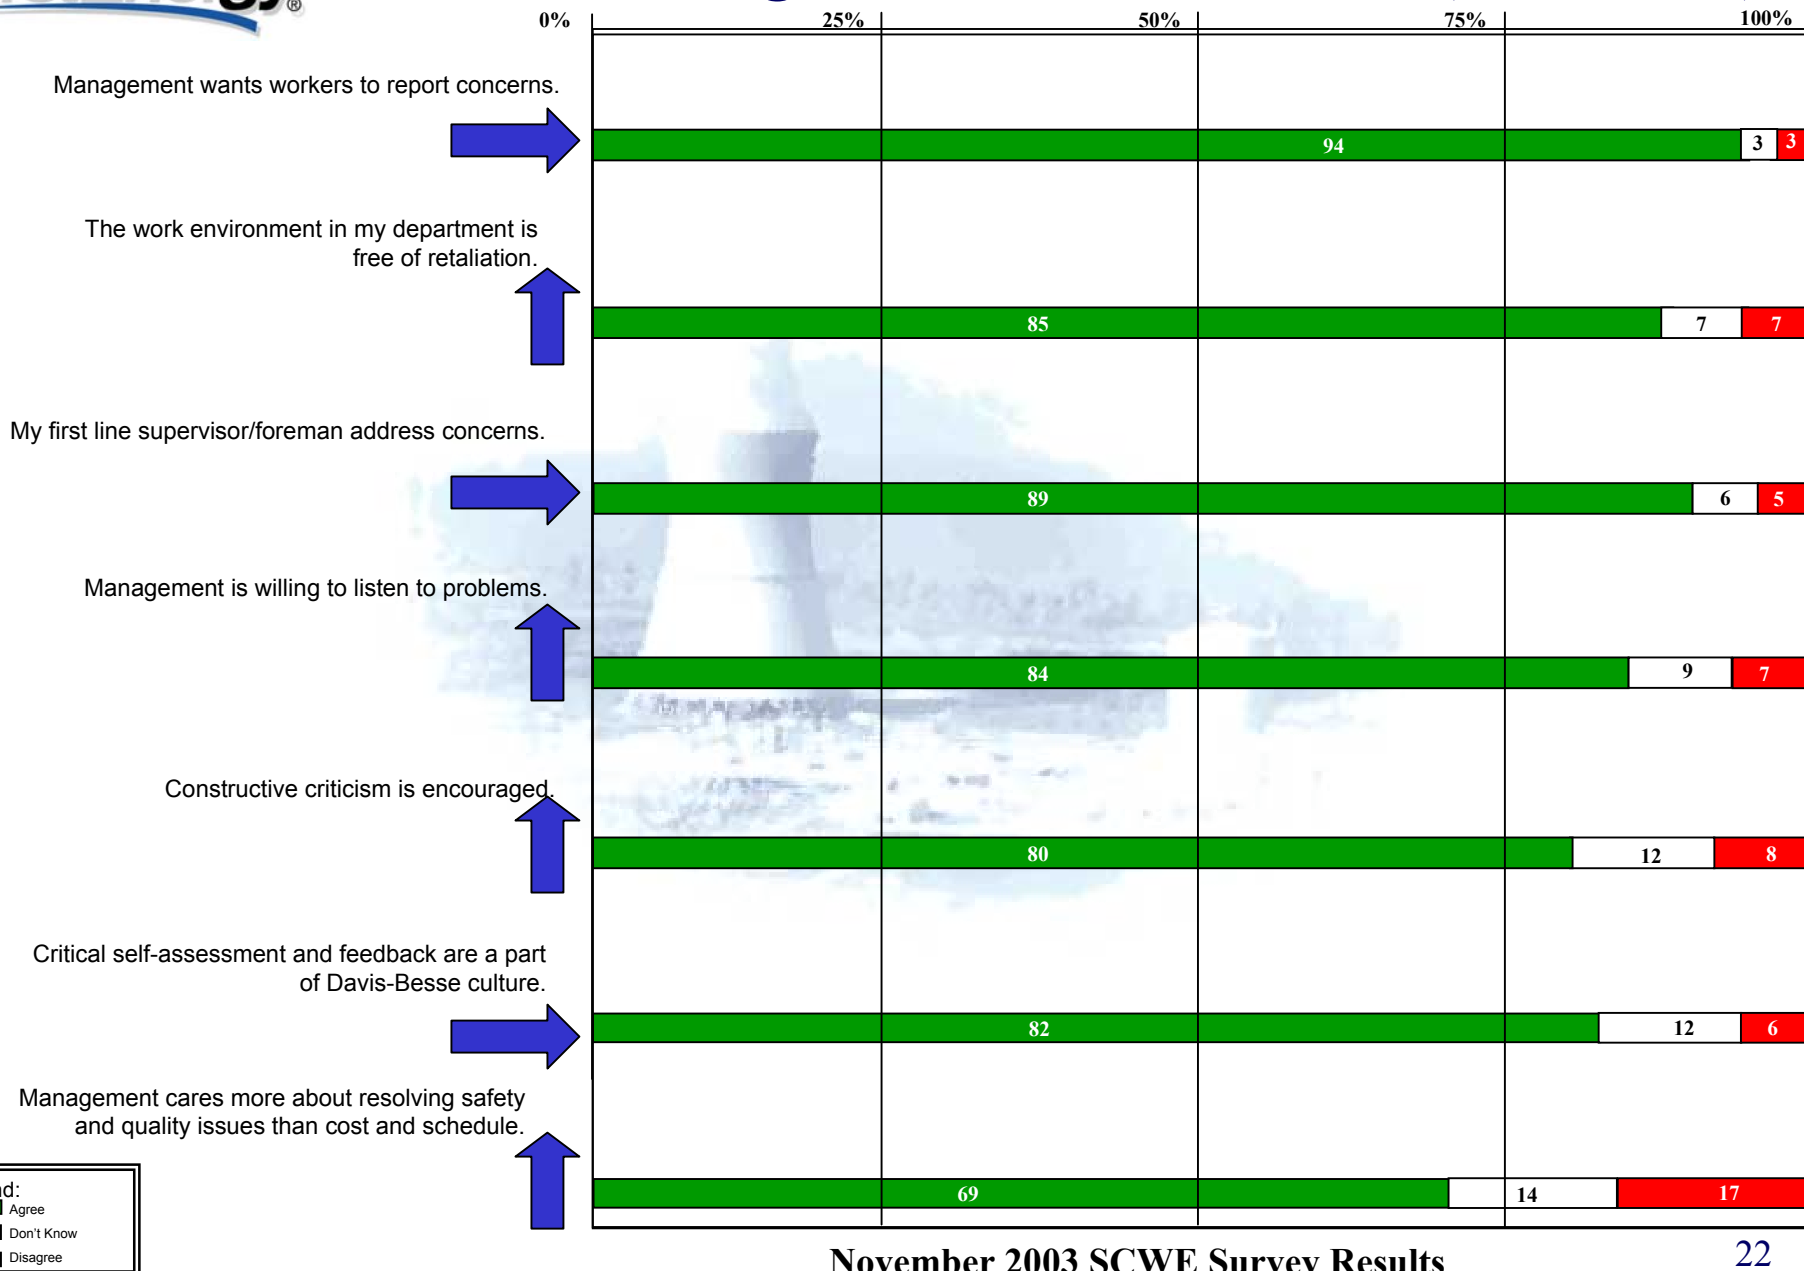 ®
0% 25% 50% 75% 100%
Management wants workers to report concerns.
94 3 3
The work environment in my department is
free of retaliation.
85 7 7
My first line supervisor/foreman address concerns.
89 6 5
Management is willing to listen to problems.
84 9 7
Constructive criticism is encouraged.
80 12 8
Critical self-assessment and feedback are a part
of Davis-Besse culture.
82 12 6
Management cares more about resolving safety
and quality issues than cost and schedule.
69 14 17
Agree
Don't Know
Disagree
November 2003 SCWE Survey Results
22